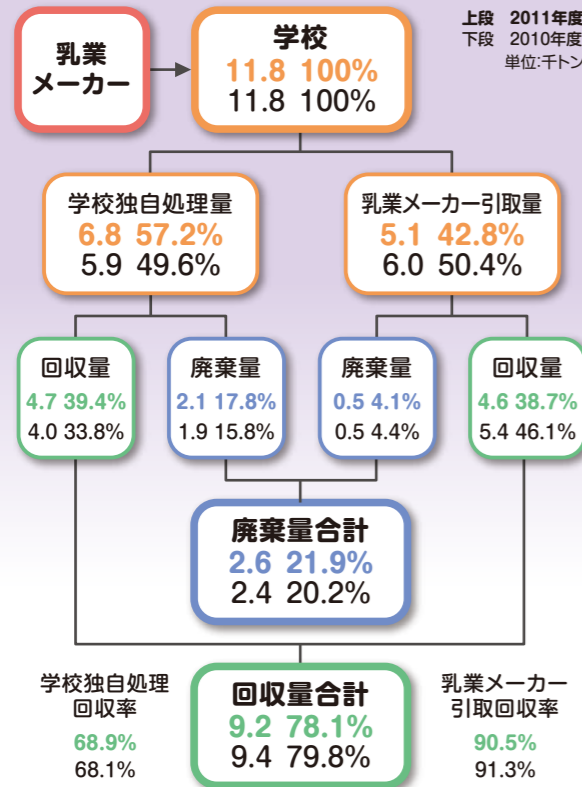 乳業
メーカー
学校
11.8 100%
11.8 100%
上段 2011年度
下段 2010年度
単位:千トン
学校独自処理量
6.8 57.2%
5.9 49.6%
乳業メーカー引取量
5.1 42.8%
6.0 50.4%
回収量
4.7 39.4%
4.0 33.8%
廃棄量
2.1 17.8%
1.9 15.8%
廃棄量
0.5 4.1%
0.5 4.4%
回収量
4.6 38.7%
5.4 46.1%
廃棄量合計
2.6 21.9%
2.4 20.2%
学校独自処理
回収率
68.9%
68.1%
回収量合計
9.2 78.1%
9.4 79.8%
乳業メーカー
引取回収率
90.5%
91.3%